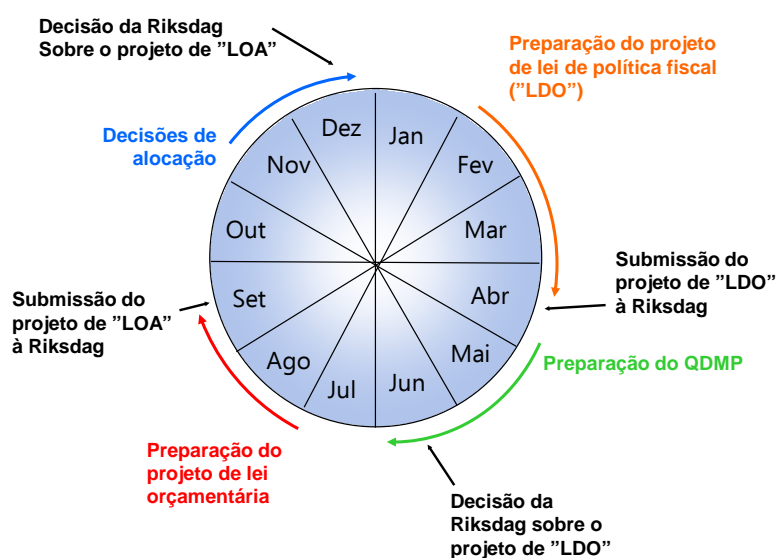 Decisão da Riksdag
Sobre o projeto de ”LOA”
Preparação do projeto
de lei de política fiscal
(”LDO”)
Decisões de
alocação
Dez
Jan
Nov
Fev
Out
Mar
Set
Abr
Ago
Mai
Jul
Jun
Submissão do
projeto de ”LDO”
à Riksdag
Submissão do
projeto de ”LOA”
à Riksdag
Preparação do QDMP
Preparação do
projeto de lei
orçamentária
Decisão da
Riksdag sobre o
projeto de ”LDO”